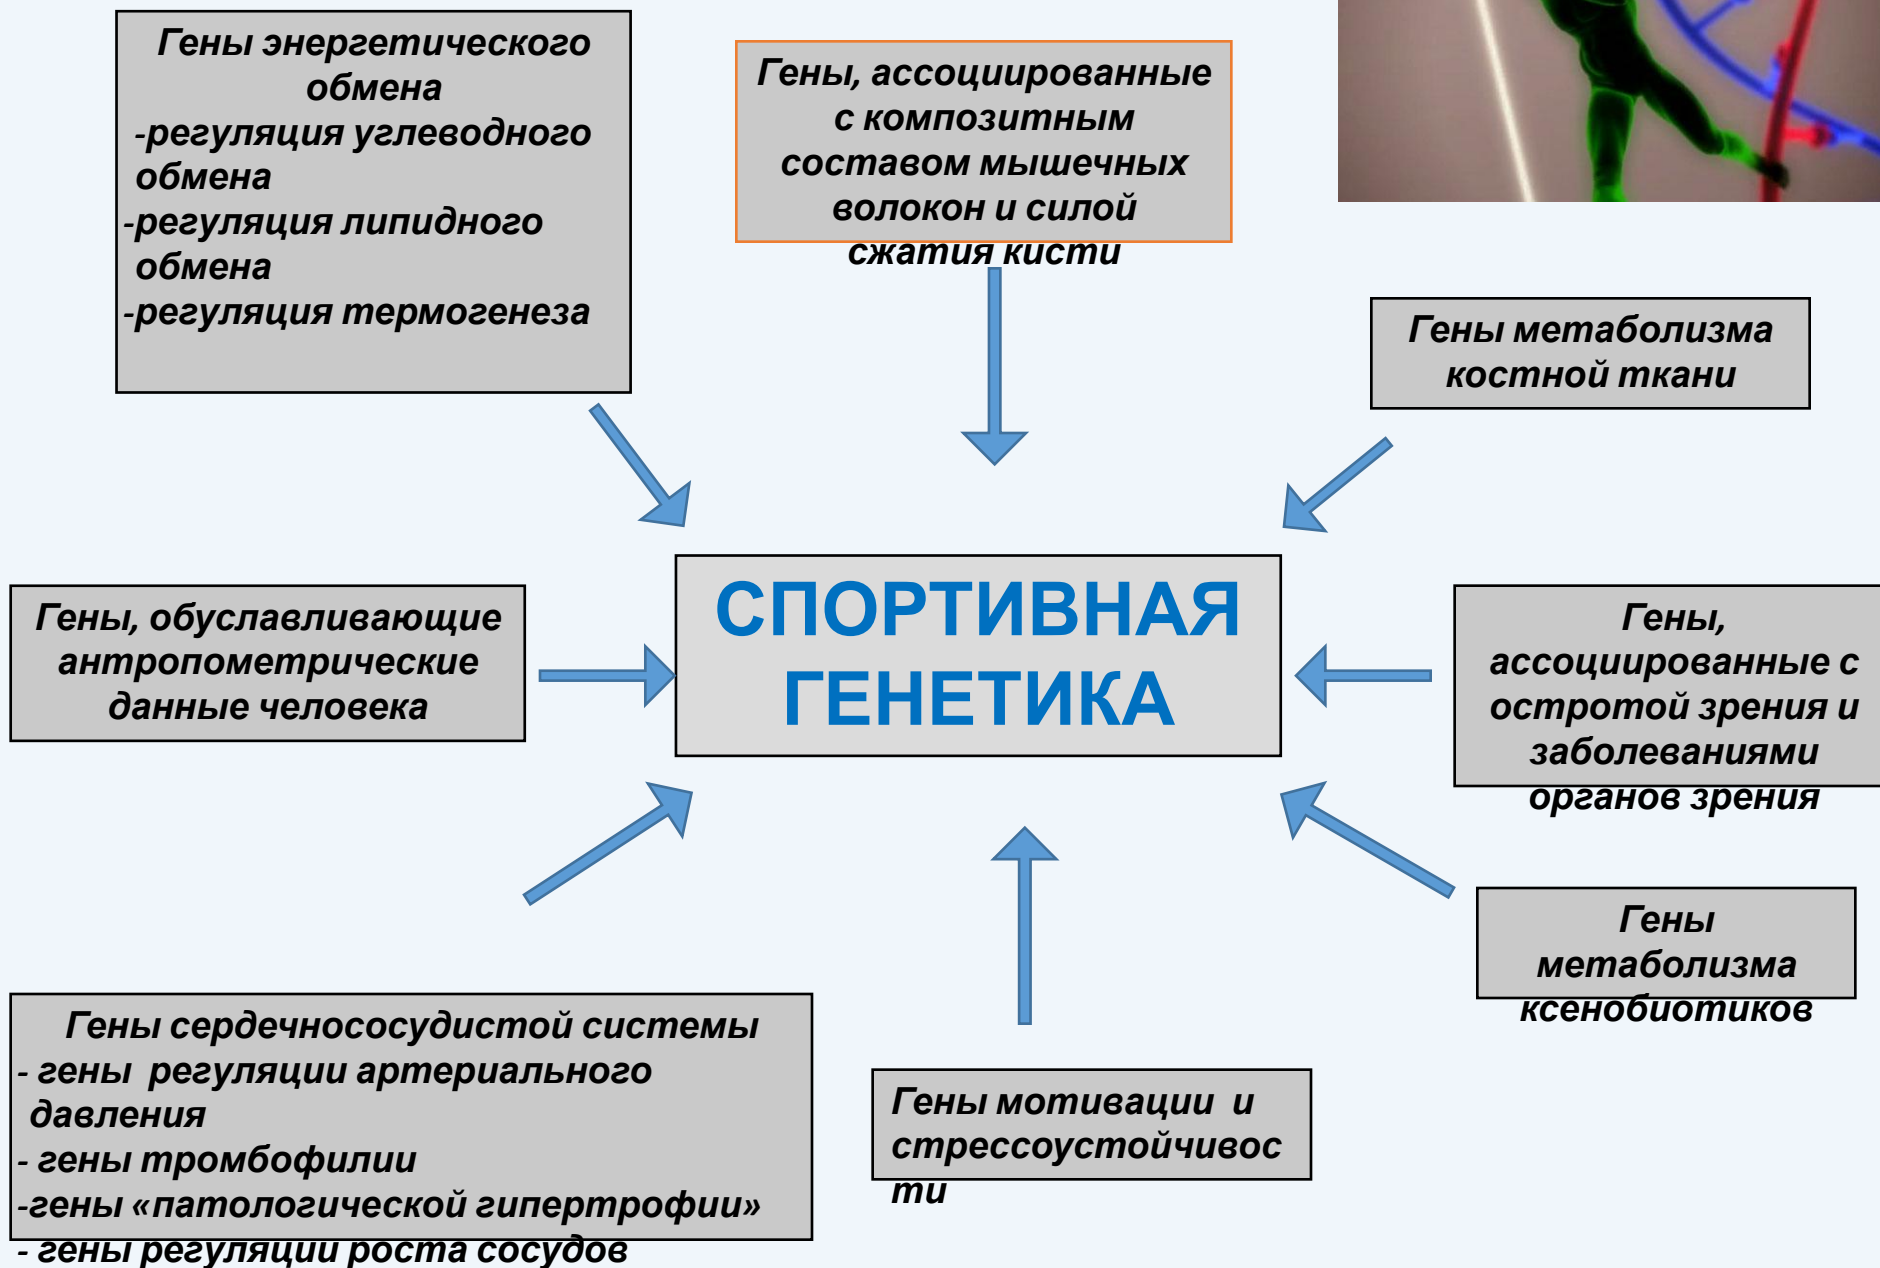 Гены энергетического
обмена
-регуляция углеводного
обмена
-регуляция липидного
обмена
-регуляция термогенеза
Гены, ассоциированные
с композитным
составом мышечных
волокон и силой
сжатия кисти
Гены метаболизма
костной ткани
СПОРТИВНАЯ
ГЕНЕТИКА
Гены, обуславливающие
антропометрические
данные человека
Гены,
ассоциированные с
остротой зрения и
заболеваниями
органов зрения
Гены
метаболизма
ксенобиотиков
Гены сердечнососудистой системы
- гены  регуляции артериального
давления
- гены тромбофилии
-гены «патологической гипертрофии»
- гены регуляции роста сосудов
Гены мотивации  и
стрессоустойчивос
ти